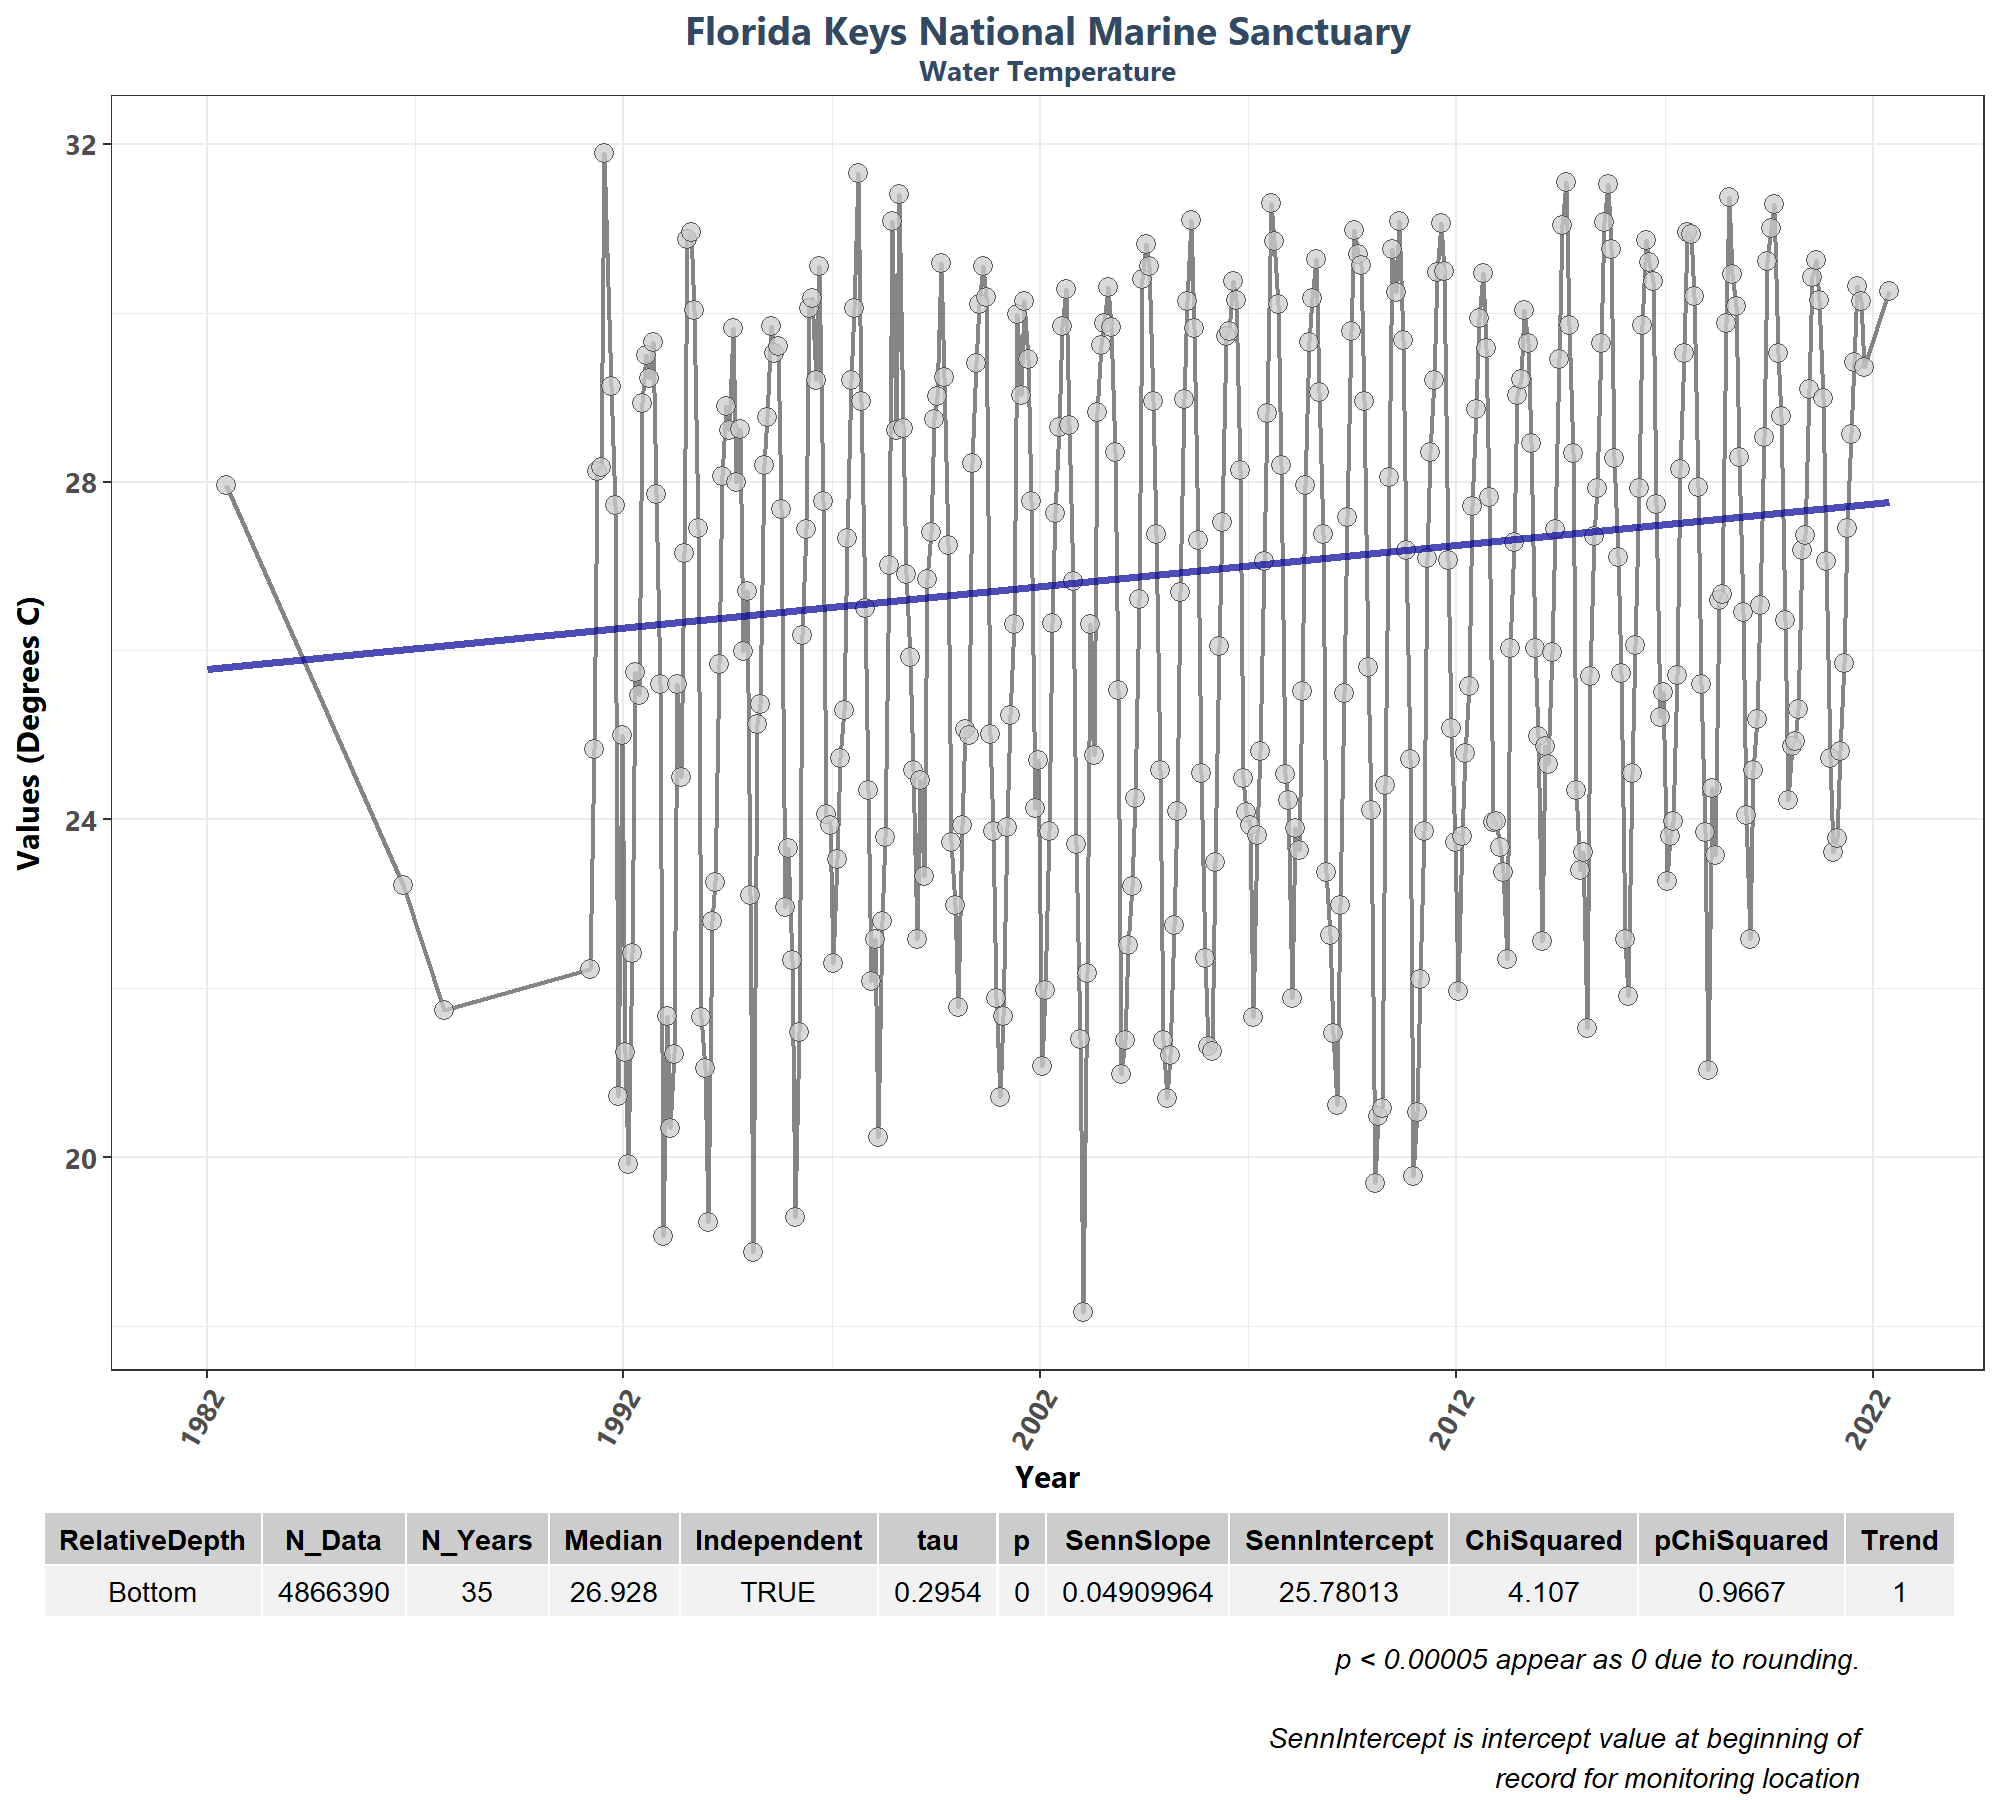 Florida Keys National Marine Sanctuary
Water Temperature
Values (Degrees C)
32
28
24
20
1982
1992
2002
2012
2022
Year
RelativeDepth N_Data N_Years Median Independent tau p SennSlope SennIntercept ChiSquared pChiSquared Trend
Bottom 4866390 35 26.928 TRUE 0.2954 0 0.04909964 25.78013 4.107 0.9667 1
p < 0.00005 appear as 0 due to rounding.
SennIntercept is intercept value at beginning of
record for monitoring location